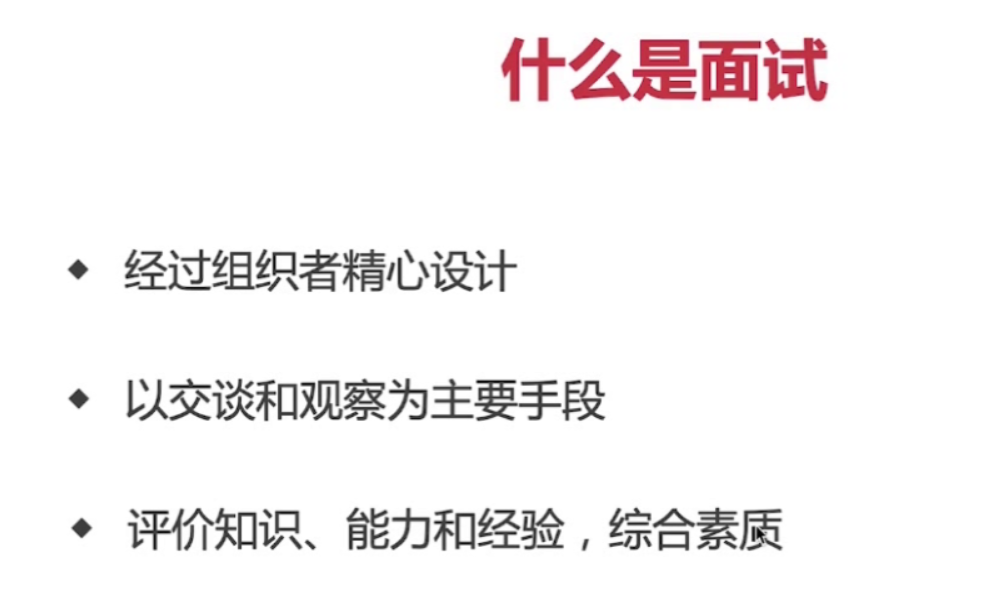 什么是面试
◆ 经过组织者精心设计
◆ 以交谈和观察为主要手段
◆ 评价知识、能力和经验，综合素质